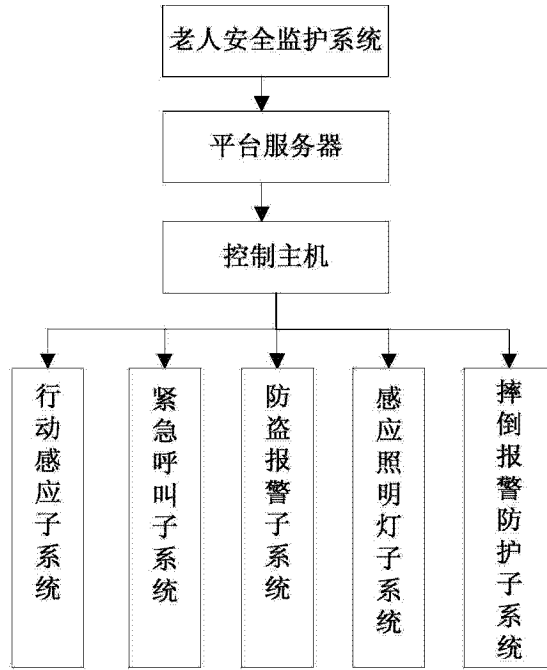 老人安全监护系统
平台服务器
控制主机
行动感应子系统
紧急呼叫子系统
防盗报警子系统
感应照明灯子系统
摔倒报警防护子系统